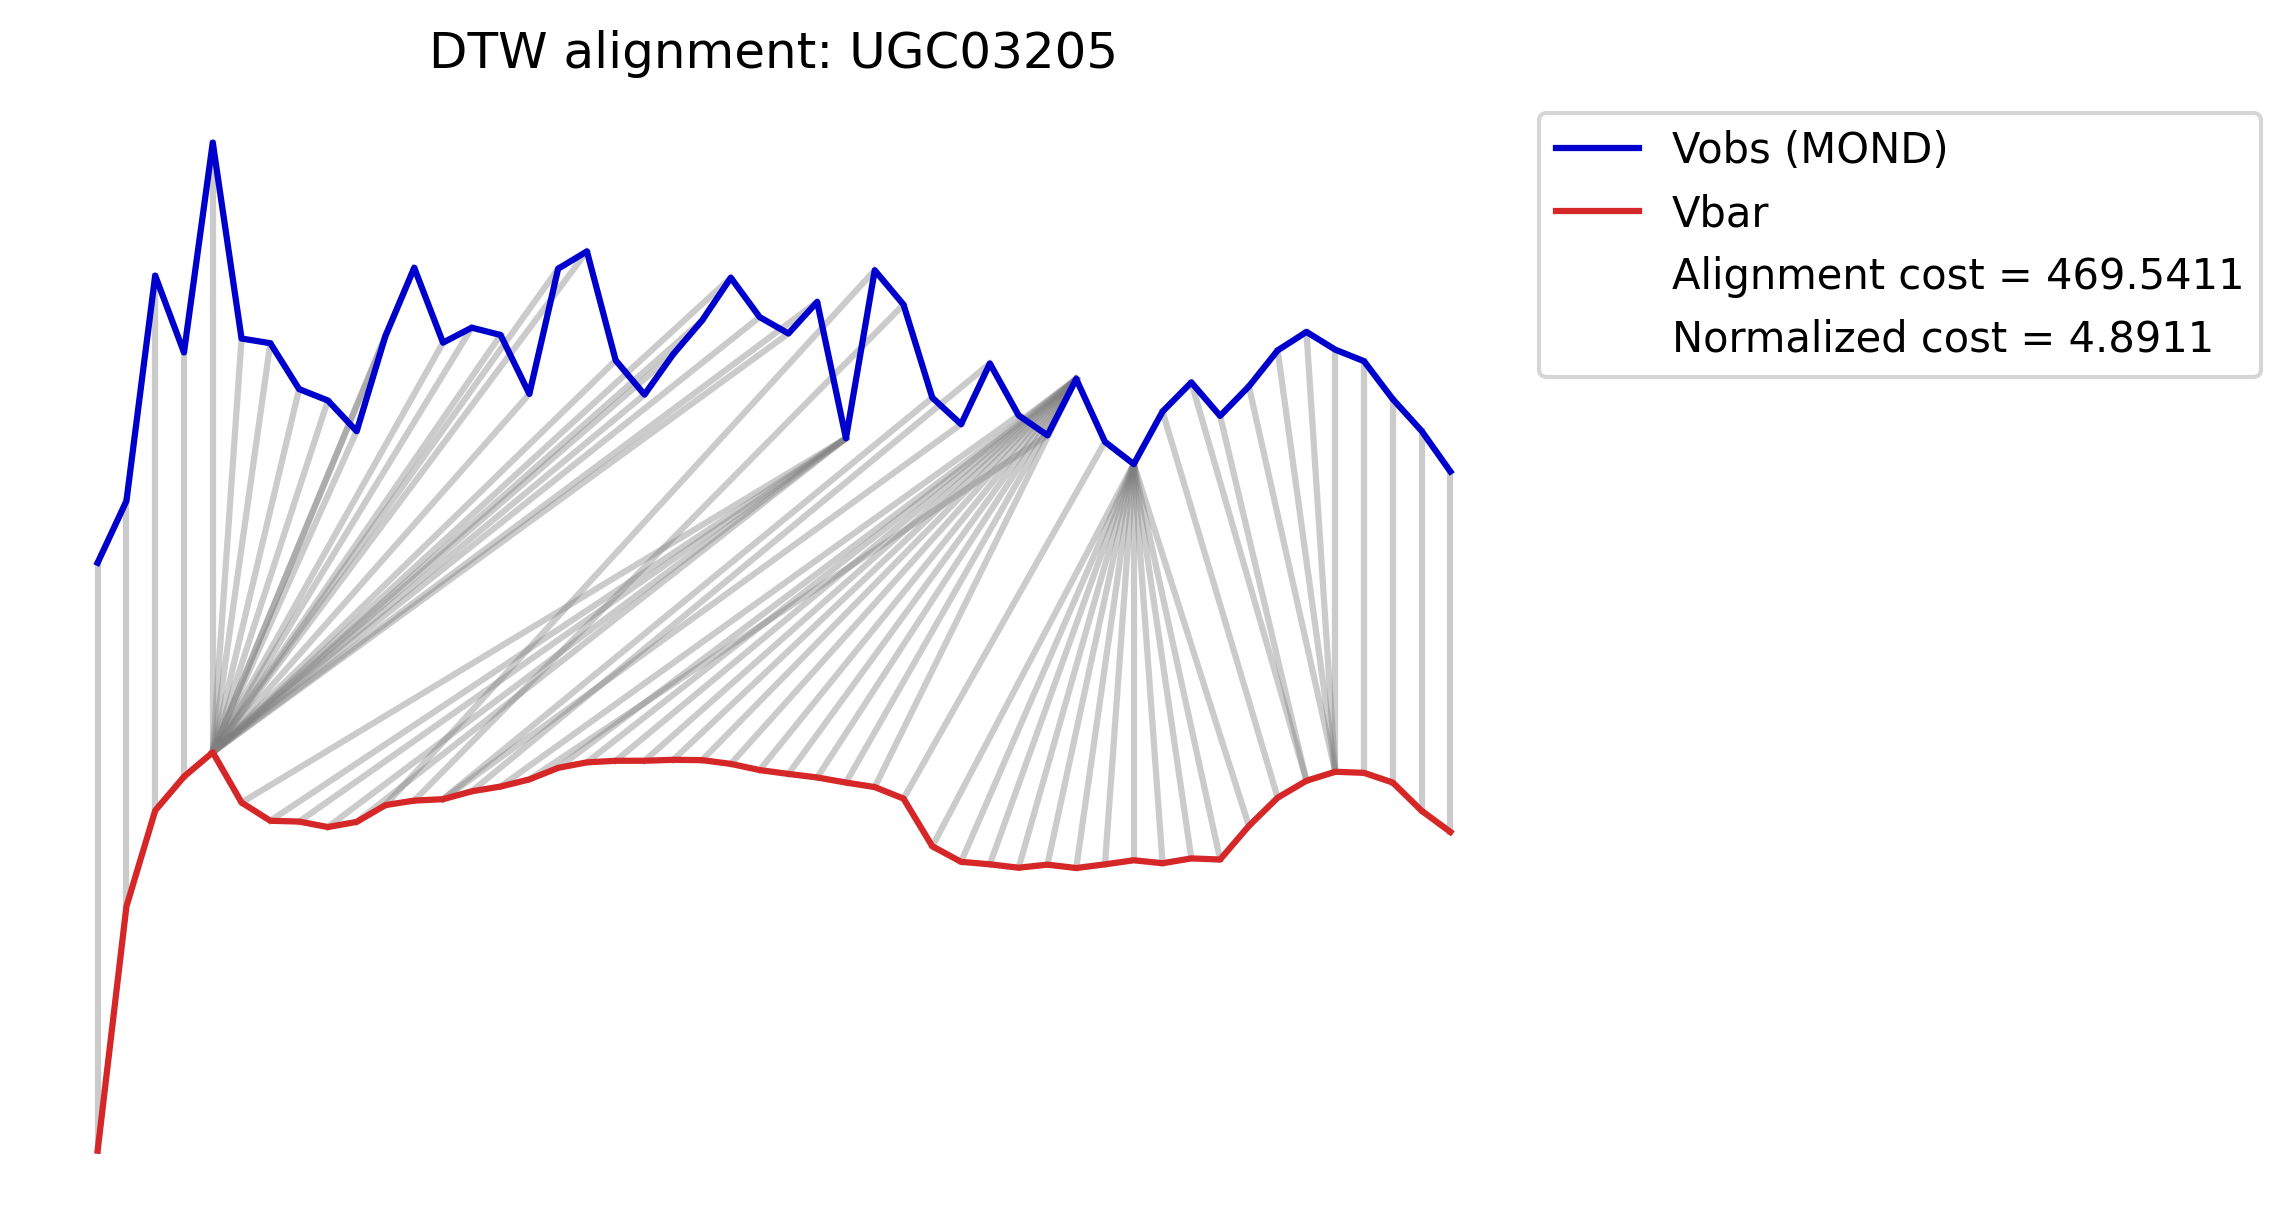 DTW alignment: UGC03205
Vobs (MOND)
Vbar
Alignment cost = 469.5411
Normalized cost = 4.8911